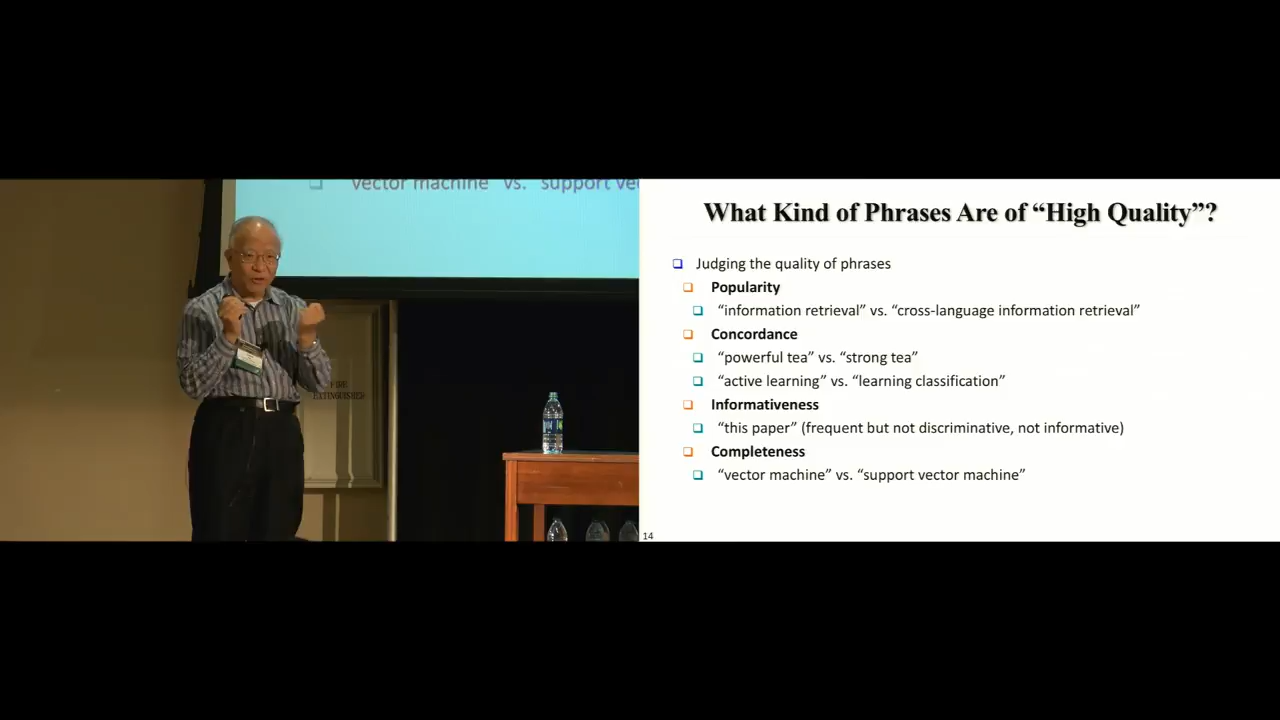 "vector machine" vs. "support ve
FIRE
EXTINGUISHER
What Kind of Phrases Are of “High Quality”?
❑ Judging the quality of phrases
❑ Popularity
❑ “information retrieval” vs. “cross-language information retrieval”
❑ Concordance
❑ “powerful tea” vs. “strong tea”
❑ “active learning” vs. “learning classification”
❑ Informativeness
❑ “this paper” (frequent but not discriminative, not informative)
❑ Completeness
❑ “vector machine” vs. “support vector machine”
14